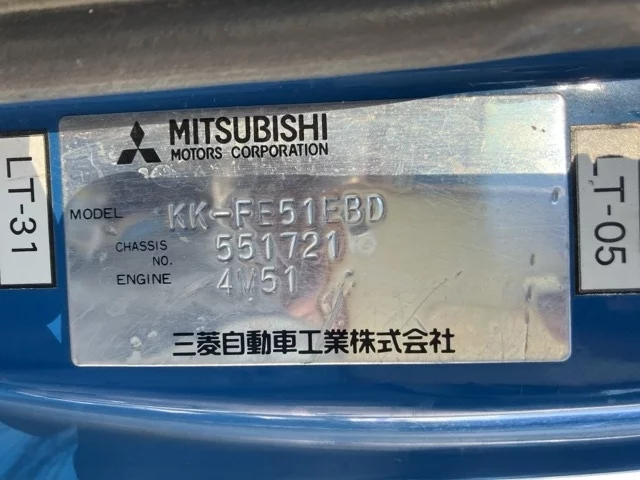 MITSUBISHI
MOTORS CORPORATION
MODEL KK-FE51EBD
CHASSIS NO. 551721
ENGINE 4M51
三菱自動車工業株式会社
LT-31
LT-05